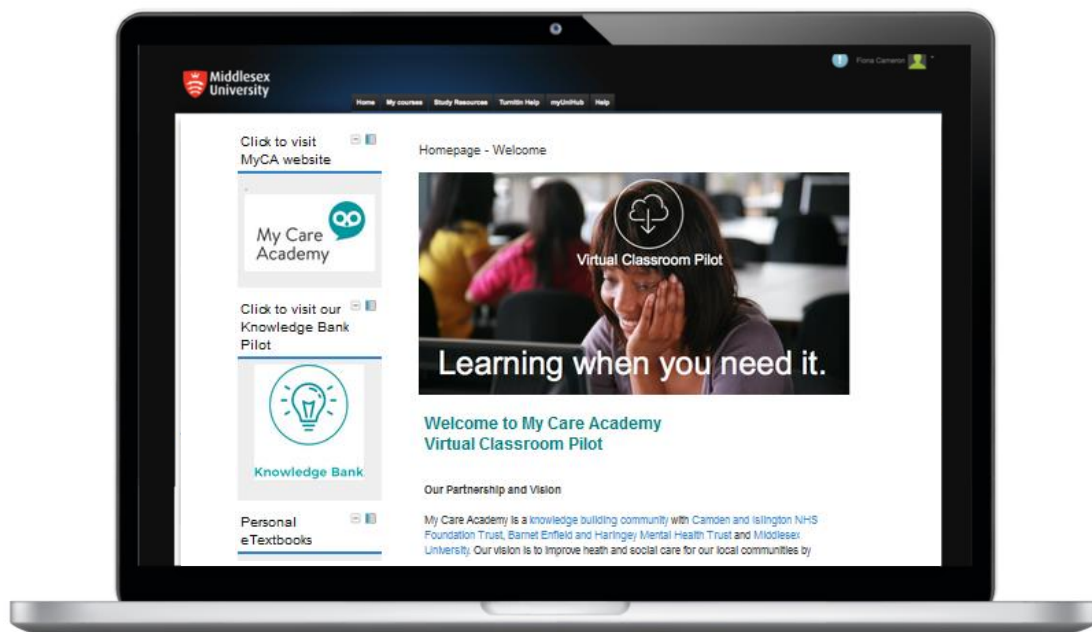 Middlesex
University
Fiona Cameron
Home My courses Study Resources Turnitin Help myUniHub Help
Click to visit
MyCA website
My Care
Academy
Click to visit our
Knowledge Bank
Pilot
Knowledge Bank
Personal
eTextbooks
Homepage - Welcome
Virtual Classroom Pilot
Learning when you need it.
Welcome to My Care Academy
Virtual Classroom Pilot
Our Partnership and Vision
My Care Academy is a knowledge building community with Camden and Islington NHS
Foundation Trust, Barnet Enfield and Haringey Mental Health Trust and Middlesex
University. Our vision is to improve heath and social care for our local communities by